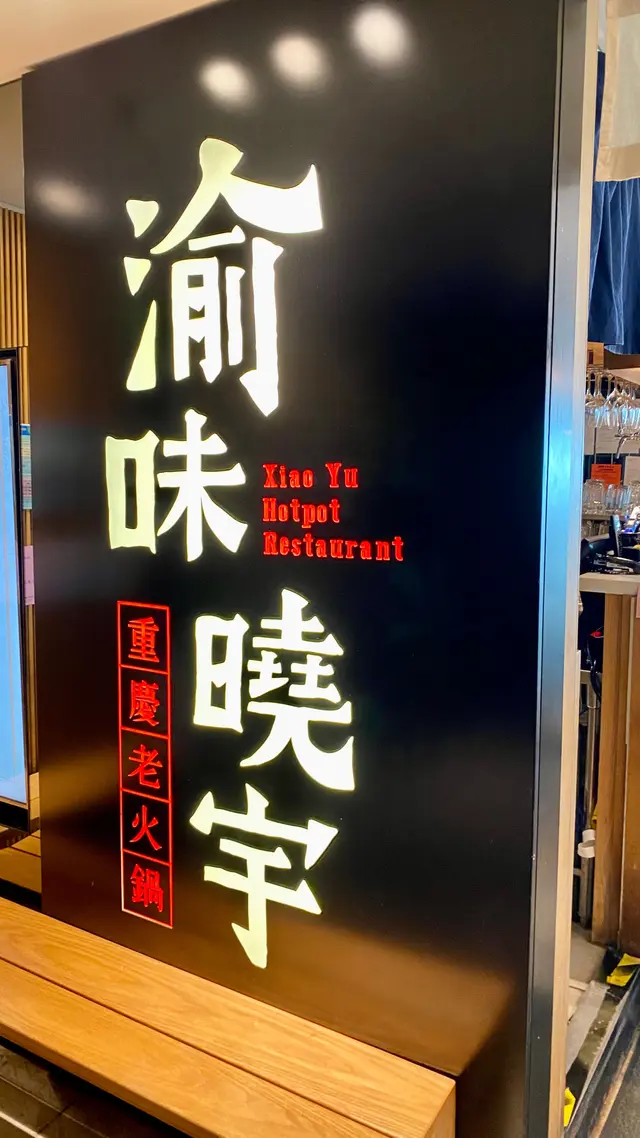 渝味
曉宇
Xiao Yu
Hotpot
Restaurant
重慶老火鍋